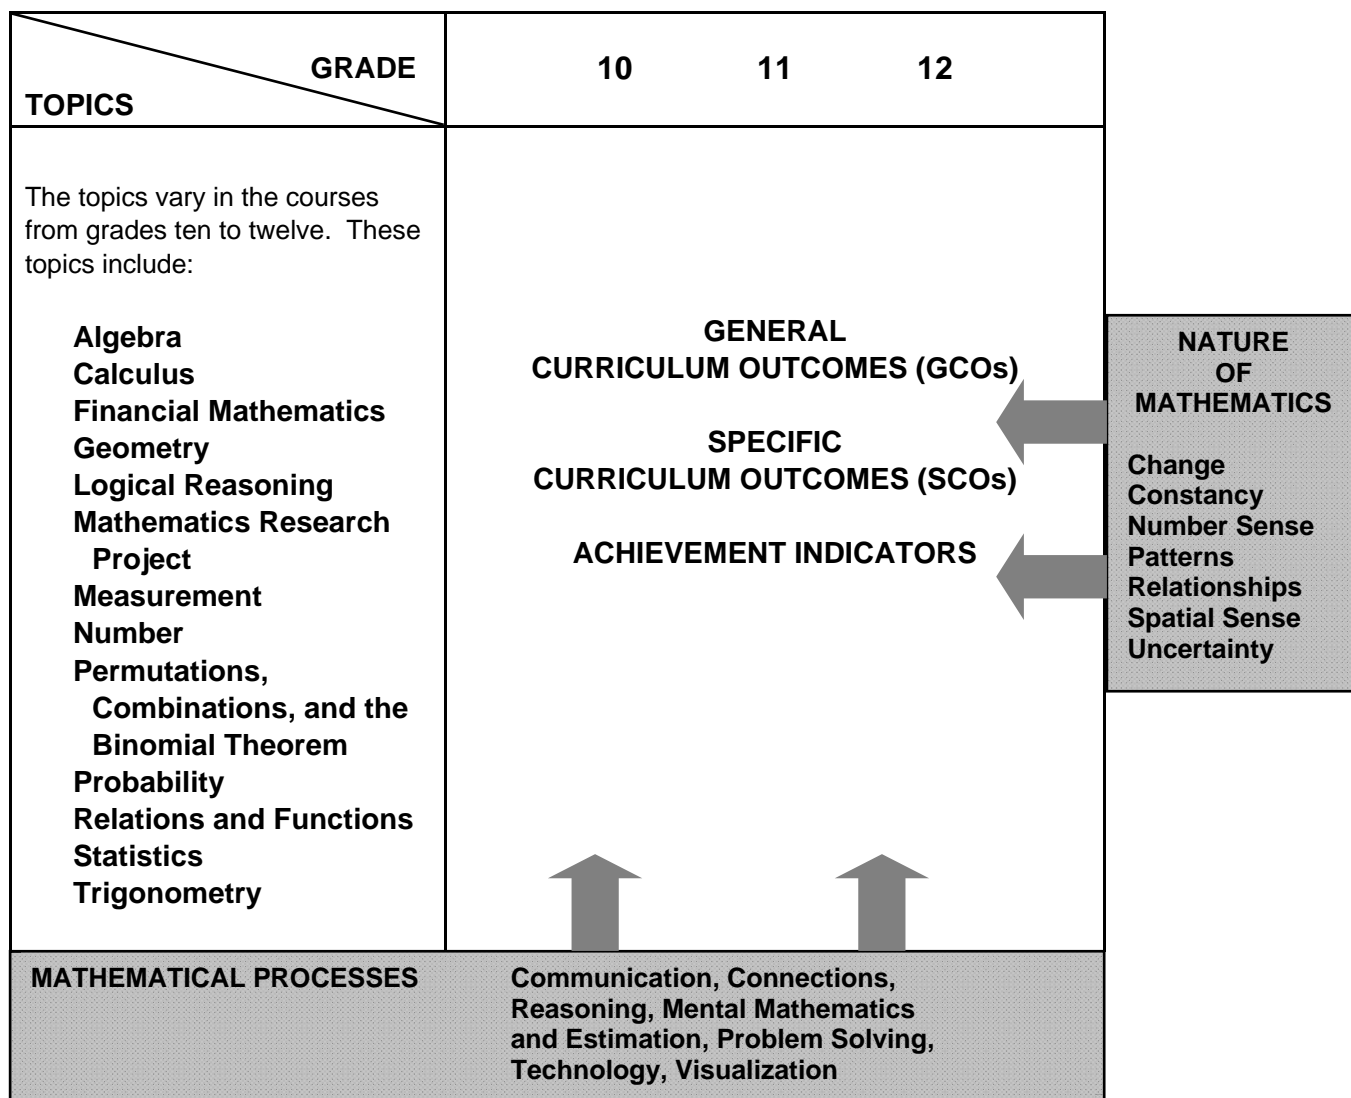 GRADE
TOPICS
10 11 12
The topics vary in the courses
from grades ten to twelve. These
topics include:
Algebra
Calculus
Financial Mathematics
Geometry
Logical Reasoning
Mathematics Research
Project
Measurement
Number
Permutations,
Combinations, and the
Binomial Theorem
Probability
Relations and Functions
Statistics
Trigonometry
GENERAL
CURRICULUM OUTCOMES (GCOs)
SPECIFIC
CURRICULUM OUTCOMES (SCOs)
ACHIEVEMENT INDICATORS
NATURE
OF
MATHEMATICS
Change
Constancy
Number Sense
Patterns
Relationships
Spatial Sense
Uncertainty
MATHEMATICAL PROCESSES
Communication, Connections,
Reasoning, Mental Mathematics
and Estimation, Problem Solving,
Technology, Visualization